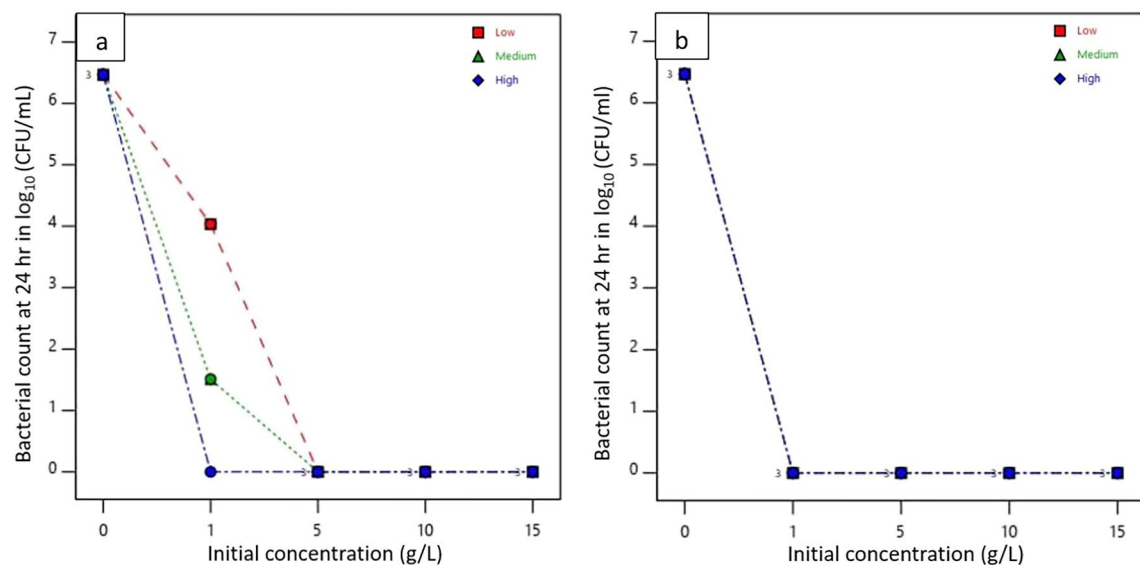 a
Bacterial count at 24 hr in log10 (CFU/mL)
7
6
5
4
3
2
1
0
3
3
3
3
Low
Medium
High
0 1 5 10 15
Initial concentration (g/L)
b
Bacterial count at 24 hr in log10 (CFU/ml)
7
6
5
4
3
2
1
0
3
3
3
3
3
Low
Medium
High
0 1 5 10 15
Initial concentration (g/L)